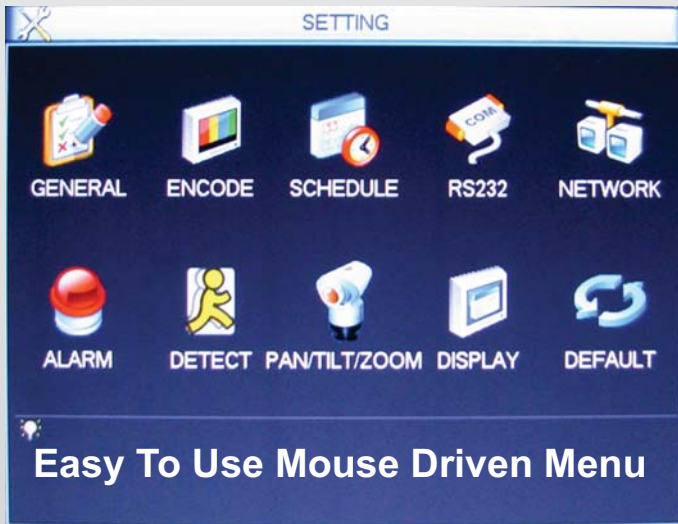 SETTING
COM
GENERAL ENCODE SCHEDULE RS232 NETWORK
ALARM DETECT PAN/TILT/ZOOM DISPLAY DEFAULT
Easy To Use Mouse Driven Menu